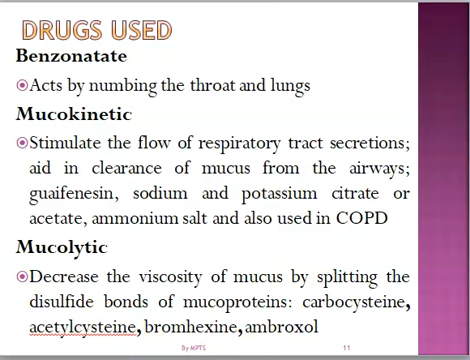 DRUGS USED
Benzonatate
Acts by numbing the throat and lungs
Mucokinetic
Stimulate the flow of respiratory tract secretions;
aid in clearance of mucus from the airways;
guaifenesin, sodium and potassium citrate or
acetate, ammonium salt and also used in COPD
Mucolytic
Decrease the viscosity of mucus by splitting the
disulfide bonds of mucoproteins: carbocysteine,
acetylcysteine, bromhexine, ambroxol
By MPTS 11